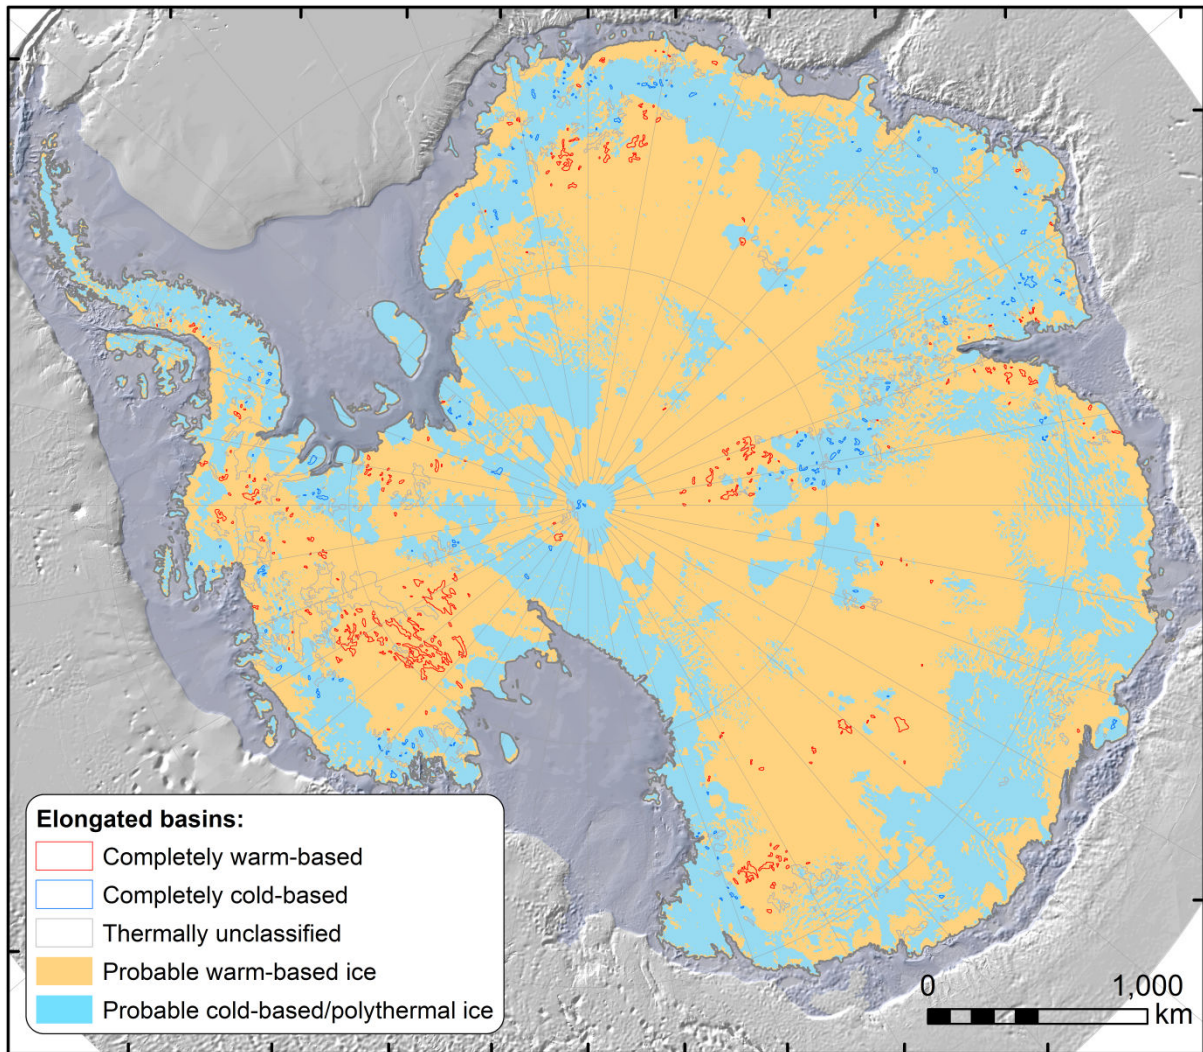 Elongated basins:
Completely warm-based
Completely cold-based
Thermally unclassified
Probable warm-based ice
Probable cold-based/polythermal ice
0 1,000
km